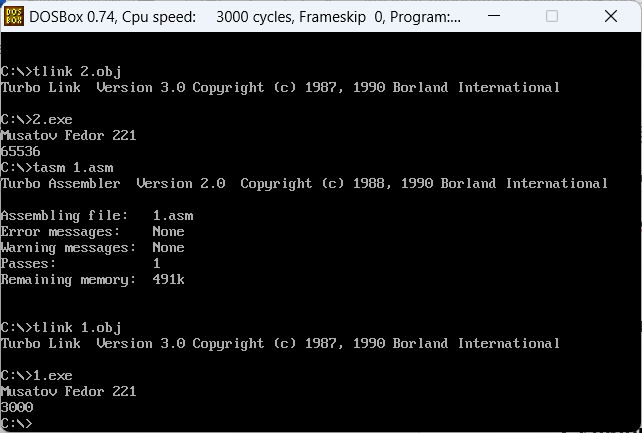 DOS BOX
DOSBox 0.74, Cpu speed:     3000 cycles, Frameskip  0, Program:...
C:\>tlink 2.obj
Turbo Link  Version 3.0 Copyright (c) 1987, 1990 Borland International
C:\>2.exe
Musatov Fedor 221
65536
C:\>tasm 1.asm
Turbo Assembler  Version 2.0  Copyright (c) 1988, 1990 Borland International
Assembling file:   1.asm
Error messages:    None
Warning messages:  None
Passes:            1
Remaining memory:  491k
C:\>tlink 1.obj
Turbo Link  Version 3.0 Copyright (c) 1987, 1990 Borland International
C:\>1.exe
Musatov Fedor 221
3000
C:\>